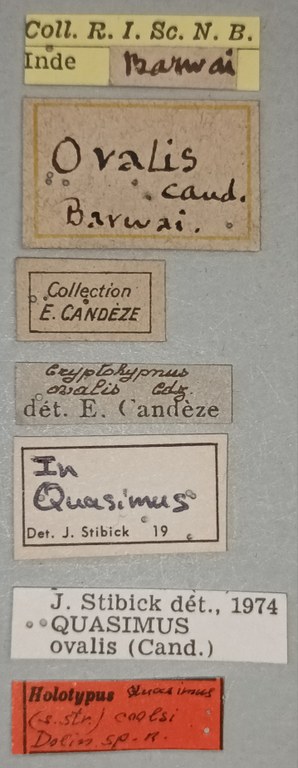 Coll. R. I. Sc. N. B.
Inde Barwai
Ovalis
Cand.
Barwai.
Collection
E. CANDÈZE
Cryptohypnus
ovalis Cdz.
dét. E. Candèze
In
Quasimus
Det. J. Stibick 19
J. Stibick dét., 1974
QUASIMUS
ovalis (Cand.)
Holotypus Quasimus
(s. str.) coolsi
Dolin sp. n.